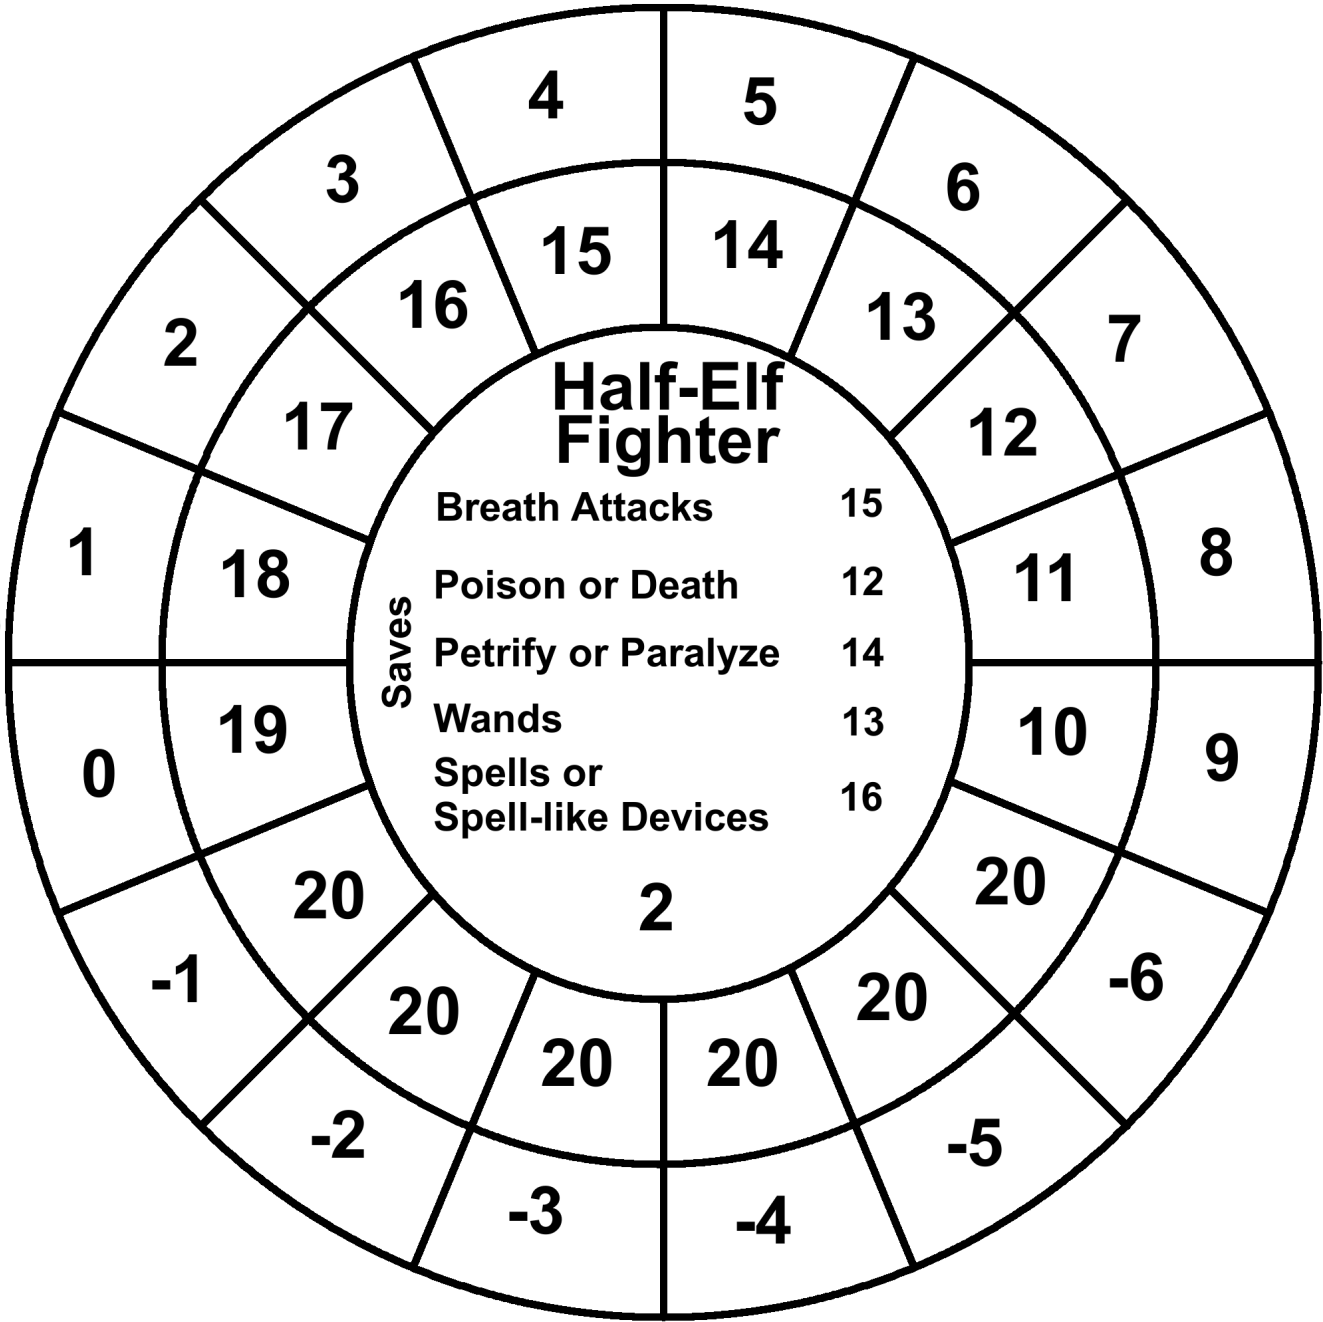 4 5
3 6
15 14
16 13
2 7
17 12
1 8
18 11
19 10
0 9
20 20
-1 -6
20 20
20 20
-2 -5
-3 -4
Half-Elf
Fighter
Saves
Breath Attacks 15
Poison or Death 12
Petrify or Paralyze 14
Wands 13
Spells or
Spell-like Devices 16
2